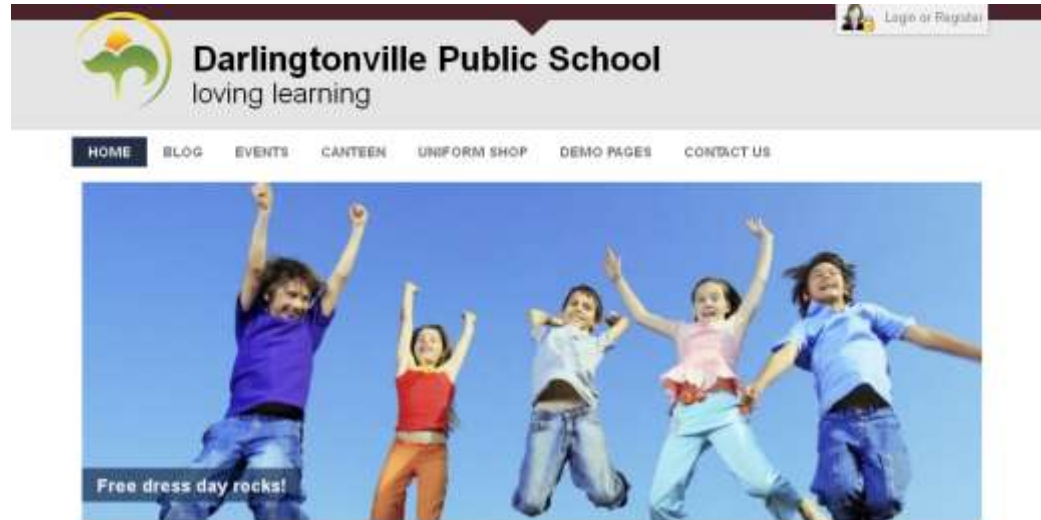 Login or Register
Darlingtonville Public School
loving learning
HOME BLOG EVENTS CANTEEN UNIFORM SHOP DEMO PAGES CONTACT US
Free dress day rocks!